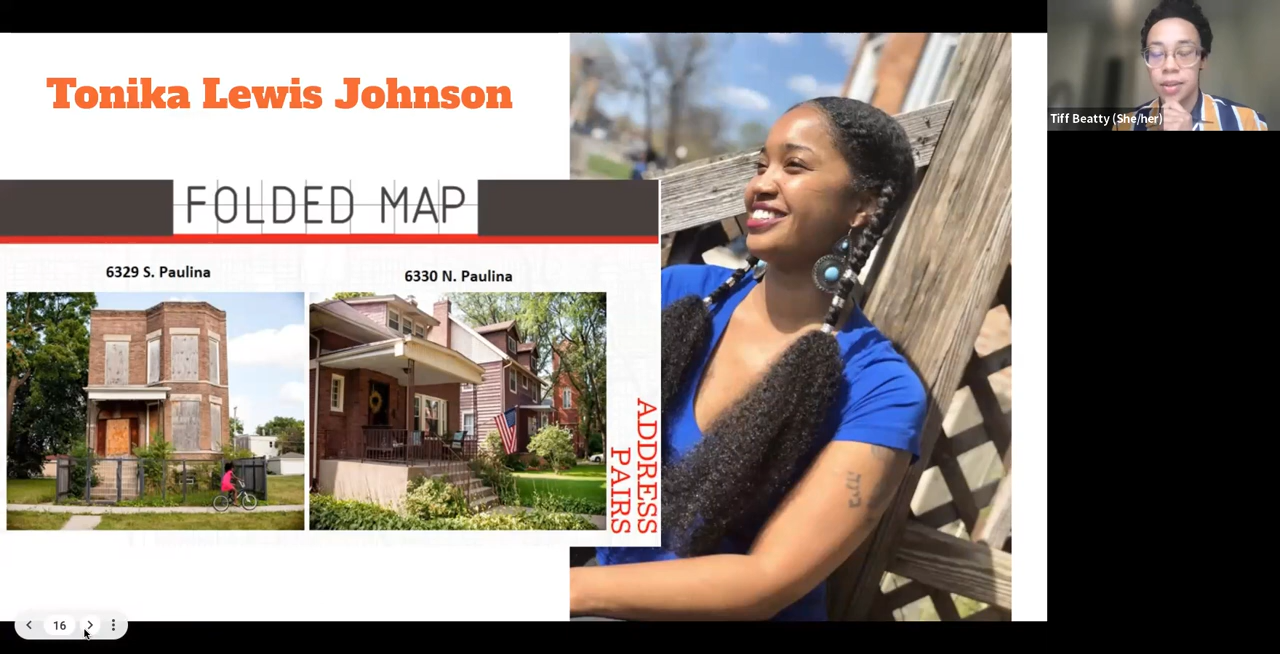 Tonika Lewis Johnson
FOLDED MAP
6329 S. Paulina
6330 N. Paulina
ADDRESS
PAIRS
16
Tiff Beatty (She/her)